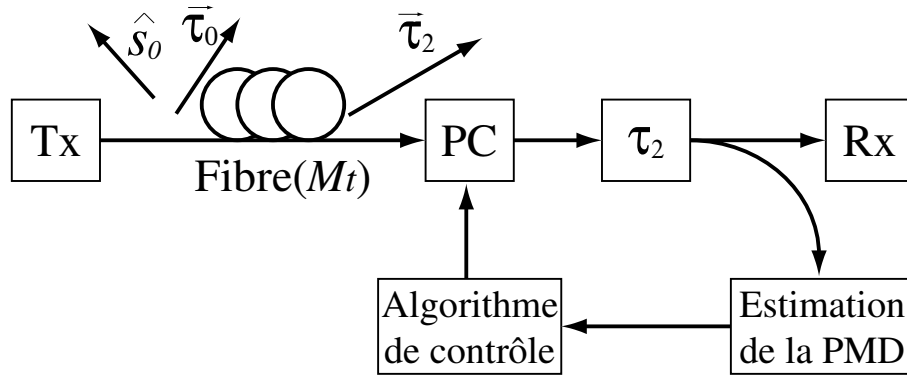 ŝ₀
τ⃗₀
τ⃗₂
Tx
PC
τ₂
Rx
Fibre(Mt)
Algorithme
de contrôle
Estimation
de la PMD